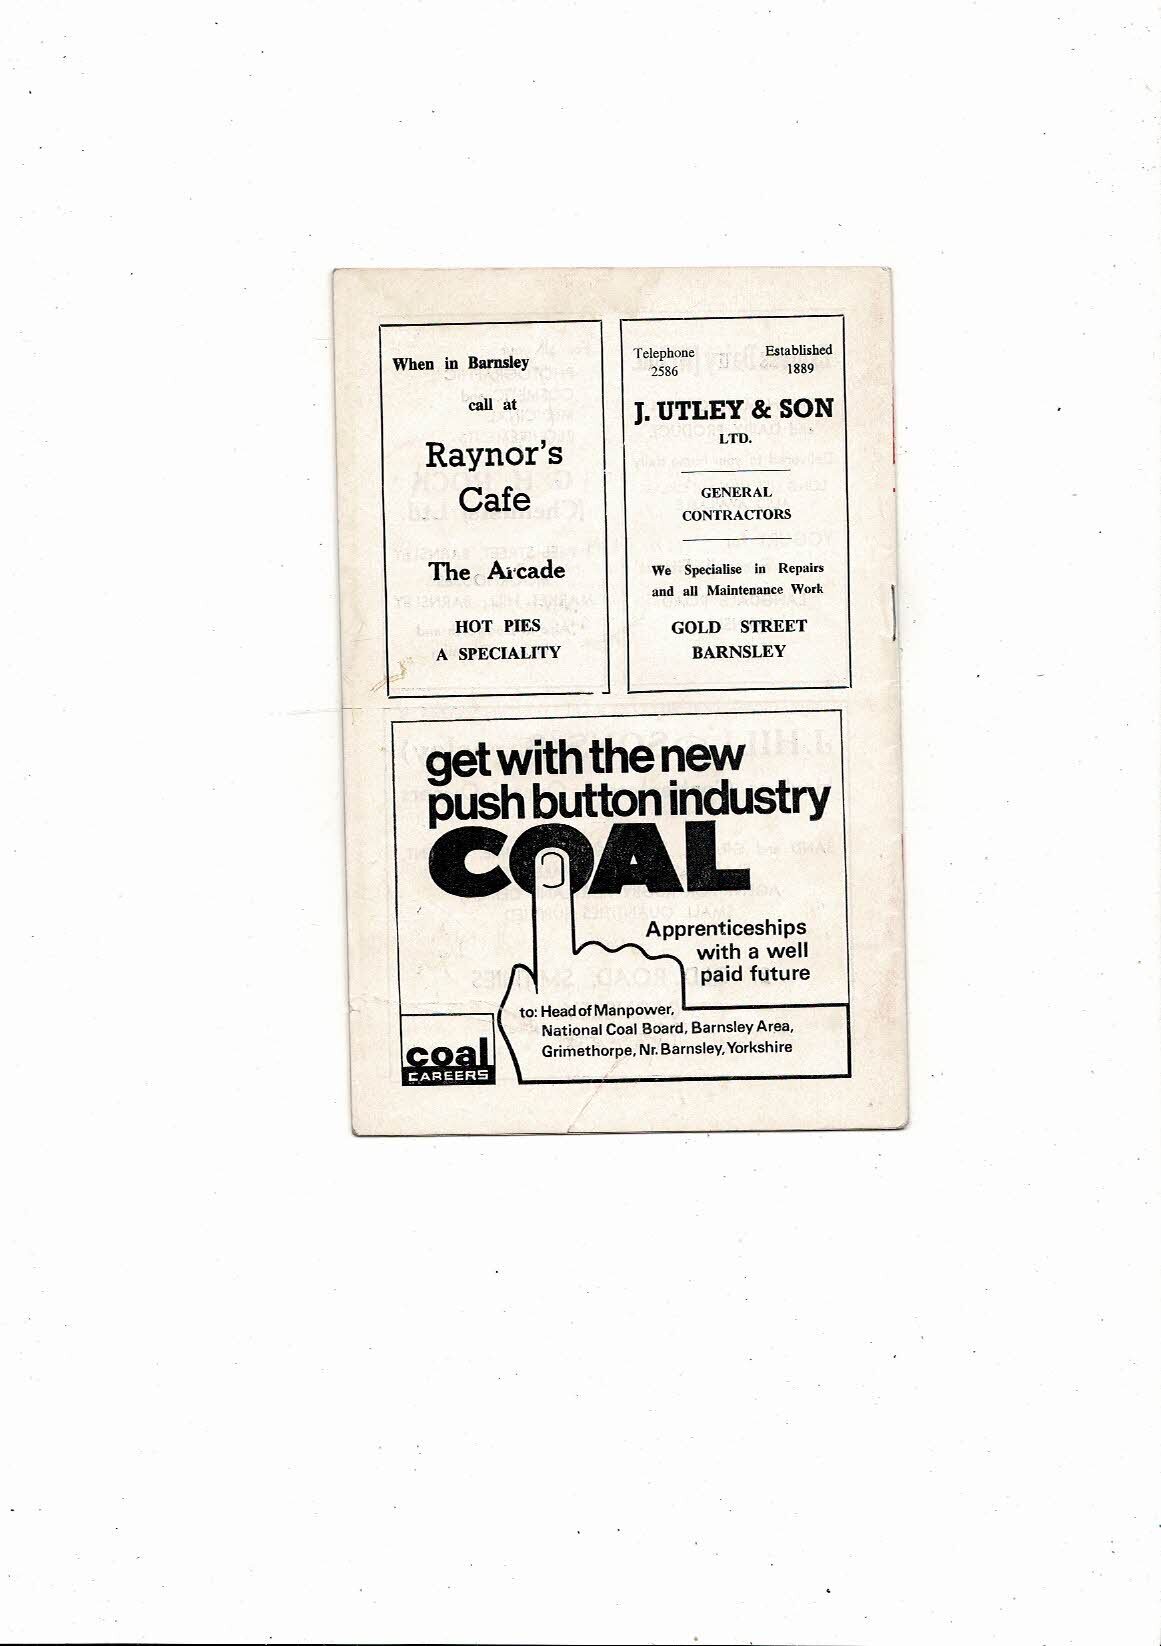 When in Barnsley
call at
Raynor's
Cafe
The Arcade
HOT PIES
A SPECIALITY
Telephone
2586
Established
1889
J. UTLEY & SON
LTD.
GENERAL
CONTRACTORS
We Specialise in Repairs
and all Maintenance Work
GOLD STREET
BARNSLEY
get with the new
push button industry
COAL
Apprenticeships
with a well
paid future
to: Head of Manpower,
National Coal Board, Barnsley Area,
Grimethorpe, Nr. Barnsley, Yorkshire
coal
CAREERS